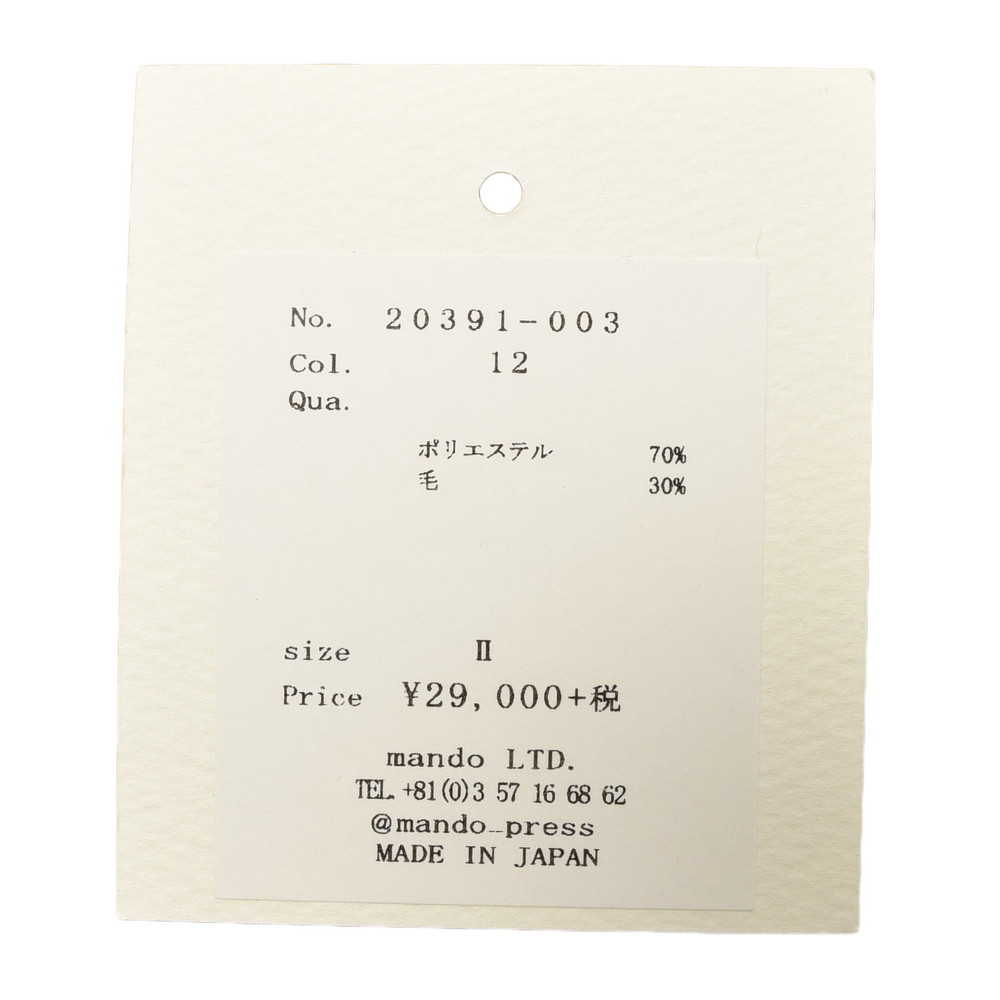 No. 20391-003
Col. 12
Qua.
ポリエステル 70%
毛 30%
size Ⅱ
Price ¥29,000+税
mando LTD.
TEL. +81(0)3 57 16 68 62
@mando_press
MADE IN JAPAN